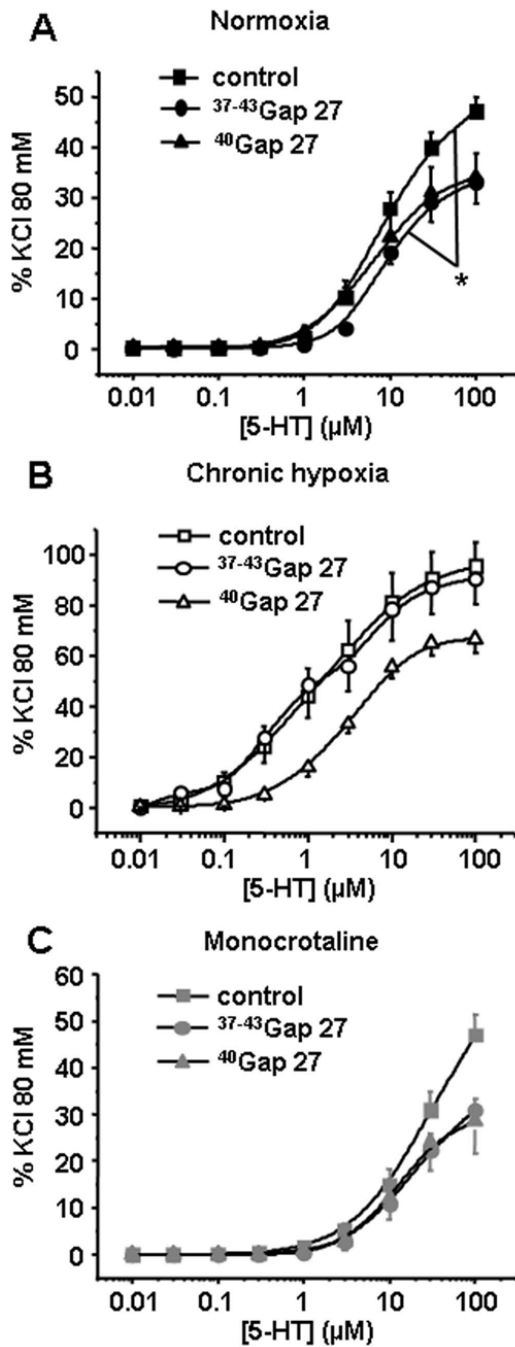 A
Normoxia
control
37-43Gap 27
40Gap 27
% KCl 80 mM
50
40
30
20
10
0
*
0.01 0.1 1 10 100
[5-HT] (µM)
B
Chronic hypoxia
control
37-43Gap 27
40Gap 27
% KCl 80 mM
100
80
60
40
20
0
0.01 0.1 1 10 100
[5-HT] (µM)
C
Monocrotaline
control
37-43Gap 27
40Gap 27
% KCl 80 mM
60
50
40
30
20
10
0
0.01 0.1 1 10 100
[5-HT] (µM)